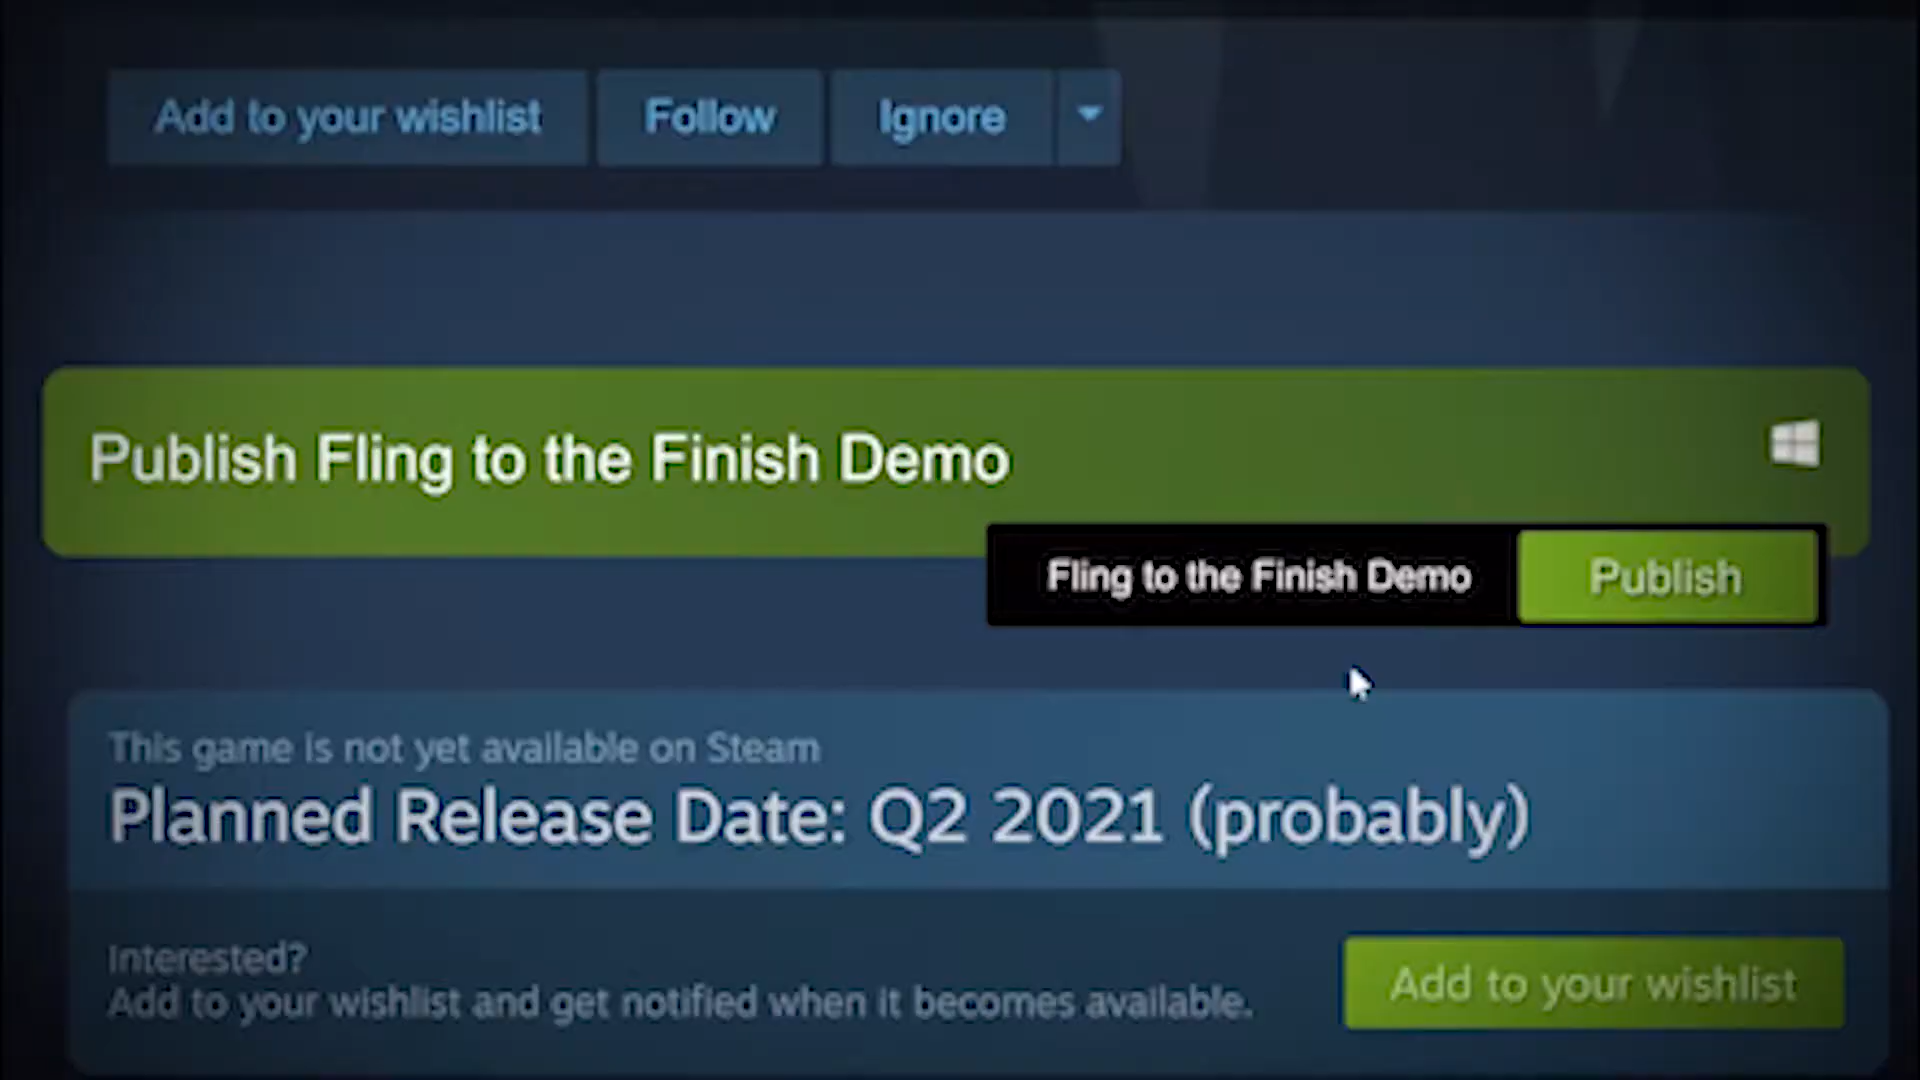 Add to your wishlist
Follow
Ignore
Publish Fling to the Finish Demo
Fling to the Finish Demo
Publish
This game is not yet available on Steam
Planned Release Date: Q2 2021 (probably)
Interested?
Add to your wishlist and get notified when it becomes available.
Add to your wishlist